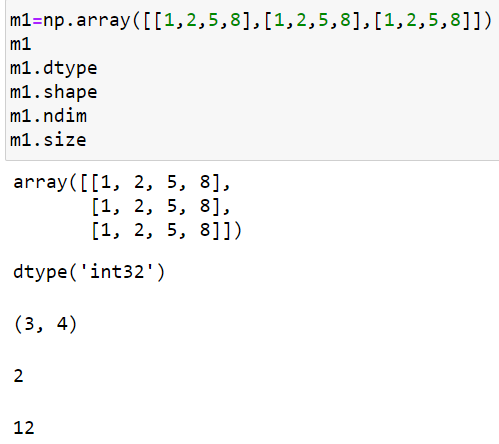 m1=np.array([[1,2,5,8],[1,2,5,8],[1,2,5,8]])
m1
m1.dtype
m1.shape
m1.ndim
m1.size
array([[1, 2, 5, 8],
       [1, 2, 5, 8],
       [1, 2, 5, 8]])
dtype('int32')
(3, 4)
2
12